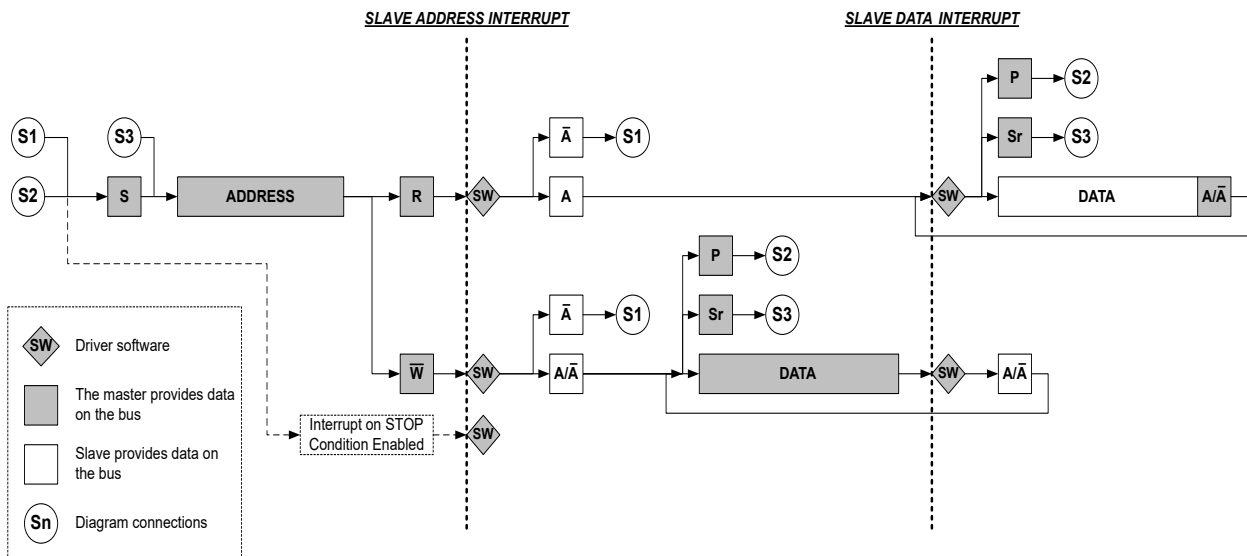 SLAVE ADDRESS INTERRUPT
SLAVE DATA INTERRUPT
P
S2
S1
S3
Ā
S1
Sr
S3
S2
S
ADDRESS
R
SW
A
SW
DATA
A/Ā
P
S2
Ā
S1
Sr
S3
W̅
SW
A/Ā
DATA
SW
A/Ā
Interrupt on STOP
Condition Enabled
SW
SW
Driver software
The master provides data
on the bus
Slave provides data on
the bus
Sn
Diagram connections